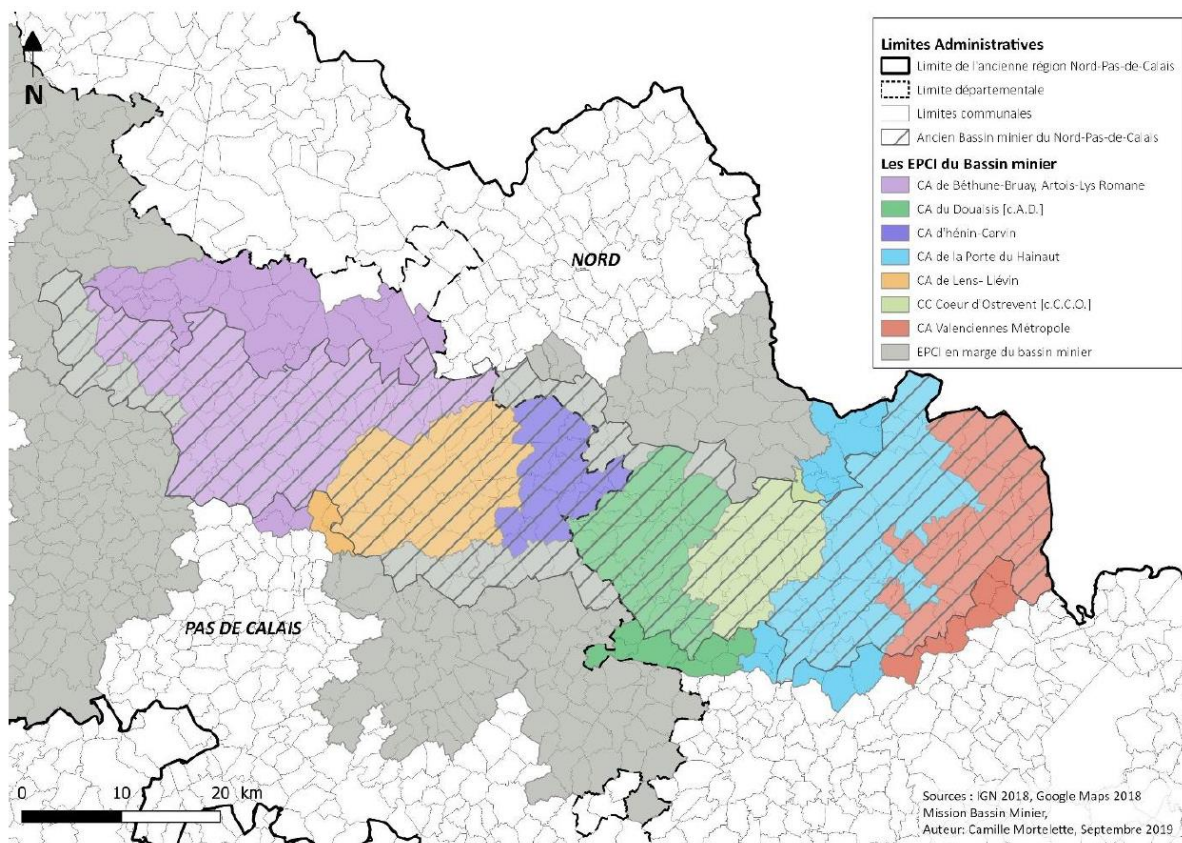 N
Limites Administratives
Limite de l'ancienne région Nord-Pas-de-Calais
Limite départementale
Limites communales
Ancien Bassin minier du Nord-Pas-de-Calais
Les EPCI du Bassin minier
CA de Béthune-Bruay, Artois-Lys Romane
CA du Douaisis [c.A.D.]
CA d'hénin-Carvin
CA de la Porte du Hainaut
CA de Lens- Liévin
CC Coeur d'Ostrevent [c.C.C.O.]
CA Valenciennes Métropole
EPCI en marge du bassin minier
NORD
PAS DE CALAIS
0 10 20 km
Sources : IGN 2018, Google Maps 2018
Mission Bassin Minier,
Auteur: Camille Mortelette, Septembre 2019